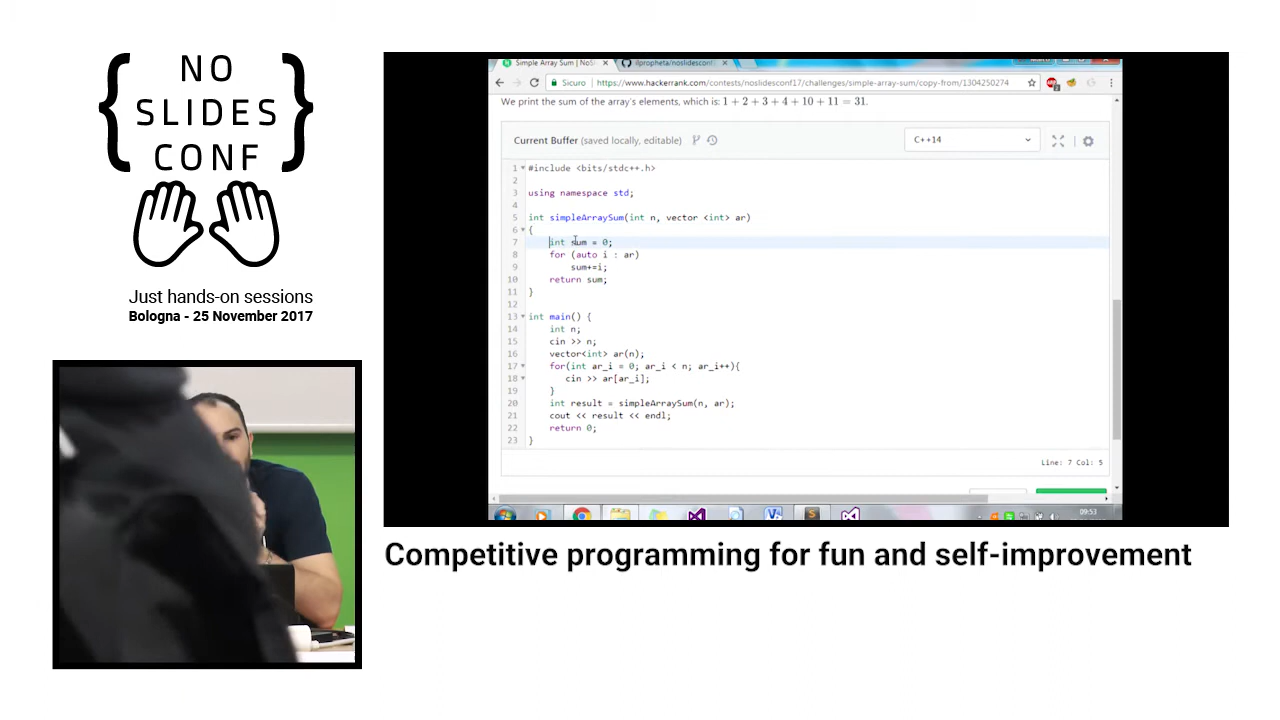 NO
SLIDES
CONF
Just hands-on sessions
Bologna - 25 November 2017
Simple Array Sum | NoS
ilpropheta/noslidesconf
Sicuro | https://www.hackerrank.com/contests/noslidesconf17/challenges/simple-array-sum/copy-from/1304250274
We print the sum of the array's elements, which is: 1 + 2 + 3 + 4 + 10 + 11 = 31.
Current Buffer (saved locally, editable)
C++14
1 #include <bits/stdc++.h>
2
3 using namespace std;
4
5 int simpleArraySum(int n, vector <int> ar)
6 {
7 int sum = 0;
8 for (auto i : ar)
9 sum+=i;
10 return sum;
11 }
12
13 int main() {
14 int n;
15 cin >> n;
16 vector<int> ar(n);
17 for(int ar_i = 0; ar_i < n; ar_i++){
18 cin >> ar[ar_i];
19 }
20 int result = simpleArraySum(n, ar);
21 cout << result << endl;
22 return 0;
23 }
Line: 7 Col: 5
09:53
Competitive programming for fun and self-improvement